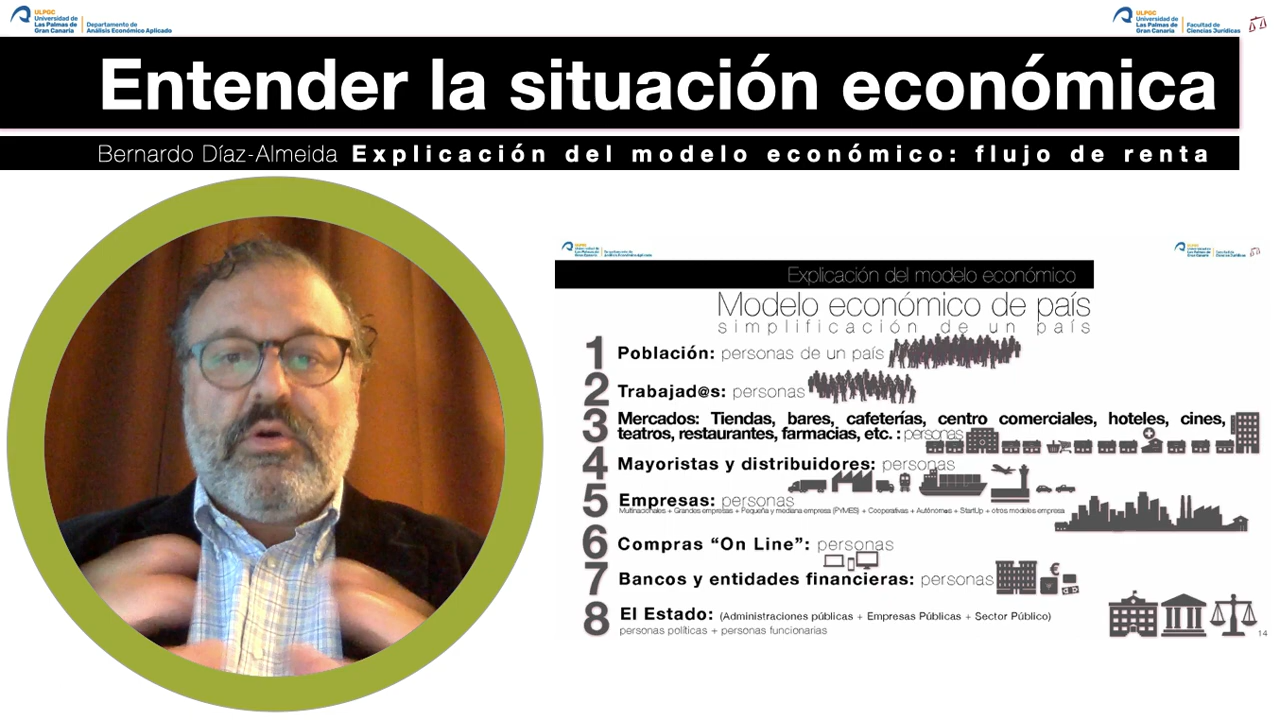 ULPGC
Universidad de
Las Palmas de
Gran Canaria
Departamento de
Análisis Económico Aplicado
ULPGC
Universidad de
Las Palmas de
Gran Canaria
Facultad de
Ciencias Jurídicas
Entender la situación económica
Bernardo Díaz-Almeida Explicación del modelo económico: flujo de renta
Explicación del modelo económico
Modelo económico de país
simplificación de un país
1 Población: personas de un país
2 Trabajad@s: personas
3 Mercados: Tiendas, bares, cafeterías, centro comerciales, hoteles, cines,
teatros, restaurantes, farmacias, etc. : personas
4 Mayoristas y distribuidores: personas
5 Empresas: personas
Multinacionales + Grandes empresas + Pequeña y mediana empresa (PYMES) + Cooperativas + Autónomos + StartUp + otros modelos empresa
6 Compras “On Line”: personas
7 Bancos y entidades financieras: personas
€
8 El Estado: (Administraciones públicas + Empresas Públicas + Sector Público)
personas políticas + personas funcionarias
14